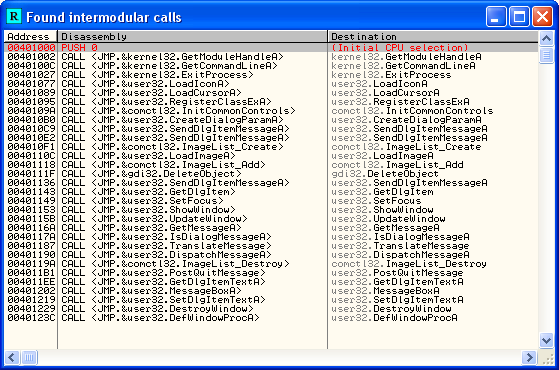 R Found intermodular calls
Address Disassembly Destination
00401000 PUSH 0 (Initial CPU selection)
00401002 CALL <JMP.&kernel32.GetModuleHandleA> kernel32.GetModuleHandleA
0040100C CALL <JMP.&kernel32.GetCommandLineA> kernel32.GetCommandLineA
00401027 CALL <JMP.&kernel32.ExitProcess> kernel32.ExitProcess
00401077 CALL <JMP.&user32.LoadIconA> user32.LoadIconA
00401089 CALL <JMP.&user32.LoadCursorA> user32.LoadCursorA
00401095 CALL <JMP.&user32.RegisterClassExA> user32.RegisterClassExA
0040109A CALL <JMP.&comctl32.InitCommonControls> comctl32.InitCommonControls
004010B0 CALL <JMP.&user32.CreateDialogParamA> user32.CreateDialogParamA
004010C9 CALL <JMP.&user32.SendDlgItemMessageA> user32.SendDlgItemMessageA
004010E2 CALL <JMP.&user32.SendDlgItemMessageA> user32.SendDlgItemMessageA
004010F1 CALL <JMP.&comctl32.ImageList_Create> comctl32.ImageList_Create
0040110C CALL <JMP.&user32.LoadImageA> user32.LoadImageA
00401118 CALL <JMP.&comctl32.ImageList_Add> comctl32.ImageList_Add
0040111F CALL <JMP.&gdi32.DeleteObject> gdi32.DeleteObject
00401136 CALL <JMP.&user32.SendDlgItemMessageA> user32.SendDlgItemMessageA
00401143 CALL <JMP.&user32.GetDlgItem> user32.GetDlgItem
00401149 CALL <JMP.&user32.SetFocus> user32.SetFocus
00401153 CALL <JMP.&user32.ShowWindow> user32.ShowWindow
0040115B CALL <JMP.&user32.UpdateWindow> user32.UpdateWindow
0040116A CALL <JMP.&user32.GetMessageA> user32.GetMessageA
0040117A CALL <JMP.&user32.IsDialogMessageA> user32.IsDialogMessageA
00401187 CALL <JMP.&user32.TranslateMessage> user32.TranslateMessage
00401190 CALL <JMP.&user32.DispatchMessageA> user32.DispatchMessageA
0040119D CALL <JMP.&comctl32.ImageList_Destroy> comctl32.ImageList_Destroy
004011B1 CALL <JMP.&user32.PostQuitMessage> user32.PostQuitMessage
004011EE CALL <JMP.&user32.GetDlgItemTextA> user32.GetDlgItemTextA
00401202 CALL <JMP.&user32.MessageBoxA> user32.MessageBoxA
00401219 CALL <JMP.&user32.SetDlgItemTextA> user32.SetDlgItemTextA
00401229 CALL <JMP.&user32.DestroyWindow> user32.DestroyWindow
0040123C CALL <JMP.&user32.DefWindowProcA> user32.DefWindowProcA